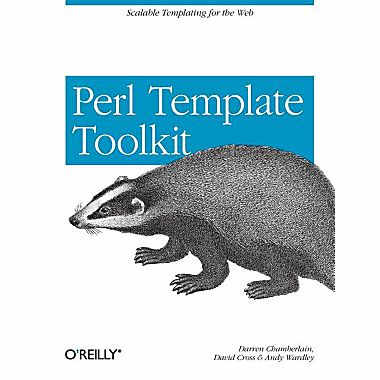 Scalable Templating for the Web
Perl Template
Toolkit
Darren Chamberlain,
David Cross & Andy Wardley
O'REILLY®